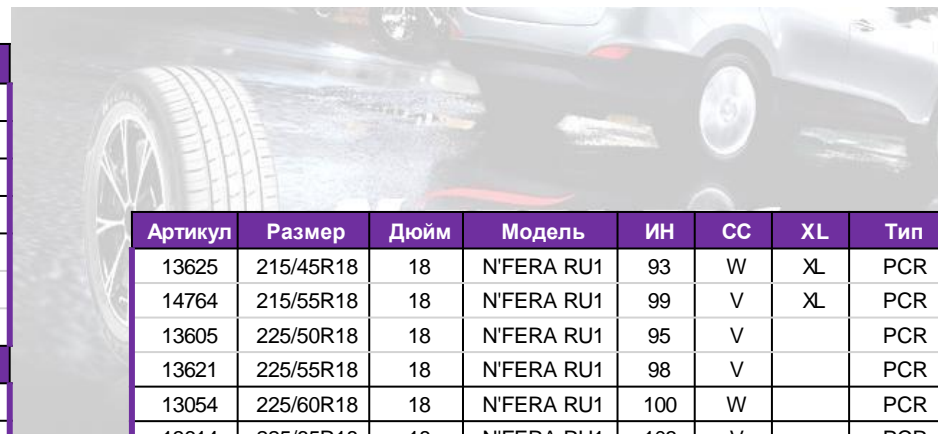 Артикул Размер Дюйм Модель ИН СС XL Тип
13625 215/45R18 18 N'FERA RU1 93 W XL PCR
14764 215/55R18 18 N'FERA RU1 99 V XL PCR
13605 225/50R18 18 N'FERA RU1 95 V PCR
13621 225/55R18 18 N'FERA RU1 98 V PCR
13054 225/60R18 18 N'FERA RU1 100 W PCR